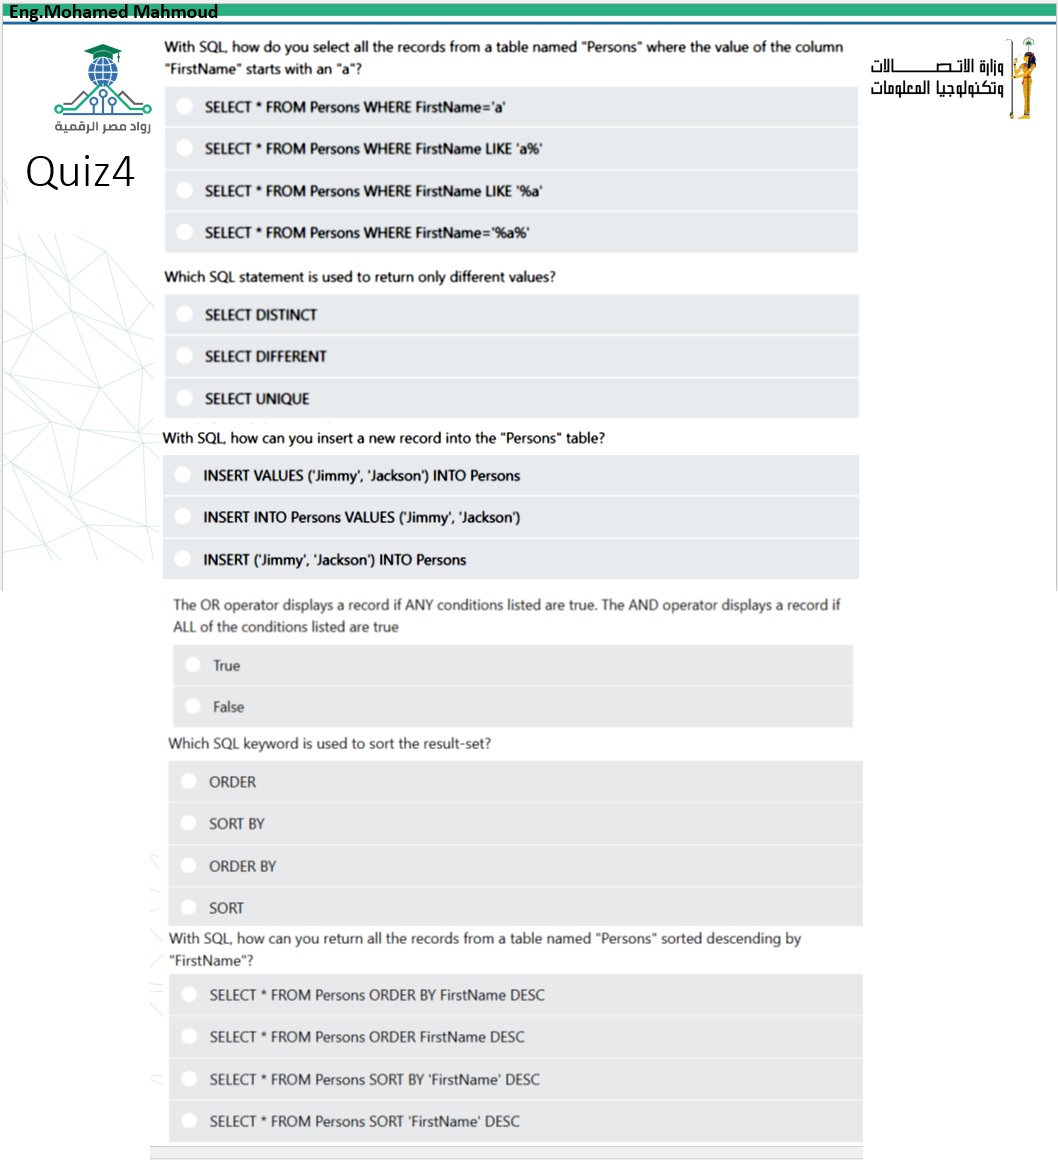 Eng.Mohamed Mahmoud
رواد مصر الرقمية
وزارة الاتصـــالات
وتكنولوجيا المعلومات
Quiz4
With SQL, how do you select all the records from a table named "Persons" where the value of the column
"FirstName" starts with an "a"?
SELECT * FROM Persons WHERE FirstName='a'
SELECT * FROM Persons WHERE FirstName LIKE 'a%'
SELECT * FROM Persons WHERE FirstName LIKE '%a'
SELECT * FROM Persons WHERE FirstName='%a%'
Which SQL statement is used to return only different values?
SELECT DISTINCT
SELECT DIFFERENT
SELECT UNIQUE
With SQL, how can you insert a new record into the "Persons" table?
INSERT VALUES ('Jimmy', 'Jackson') INTO Persons
INSERT INTO Persons VALUES ('Jimmy', 'Jackson')
INSERT ('Jimmy', 'Jackson') INTO Persons
The OR operator displays a record if ANY conditions listed are true. The AND operator displays a record if
ALL of the conditions listed are true
True
False
Which SQL keyword is used to sort the result-set?
ORDER
SORT BY
ORDER BY
SORT
With SQL, how can you return all the records from a table named "Persons" sorted descending by
"FirstName"?
SELECT * FROM Persons ORDER BY FirstName DESC
SELECT * FROM Persons ORDER FirstName DESC
SELECT * FROM Persons SORT BY 'FirstName' DESC
SELECT * FROM Persons SORT 'FirstName' DESC